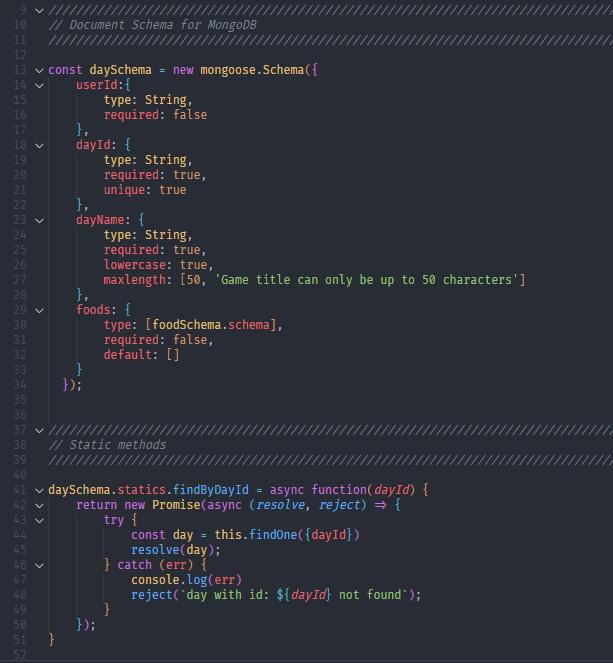 9 ////////////////////////////////////////////////////////////////////////////////
10 // Document Schema for MongoDB
11 ////////////////////////////////////////////////////////////////////////////////
12
13 const daySchema = new mongoose.Schema({
14     userId:{
15         type: String,
16         required: false
17     },
18     dayId: {
19         type: String,
20         required: true,
21         unique: true
22     },
23     dayName: {
24         type: String,
25         required: true,
26         lowercase: true,
27         maxlength: [50, 'Game title can only be up to 50 characters']
28     },
29     foods: {
30         type: [foodSchema.schema],
31         required: false,
32         default: []
33     }
34   });
35
36
37 ////////////////////////////////////////////////////////////////////////////////
38 // Static methods
39 ////////////////////////////////////////////////////////////////////////////////
40
41 daySchema.statics.findByDayId = async function(dayId) {
42     return new Promise(async (resolve, reject) => {
43         try {
44             const day = this.findOne({dayId})
45             resolve(day);
46         } catch (err) {
47             console.log(err)
48             reject(`day with id: ${dayId} not found`);
49         }
50     });
51 }
52